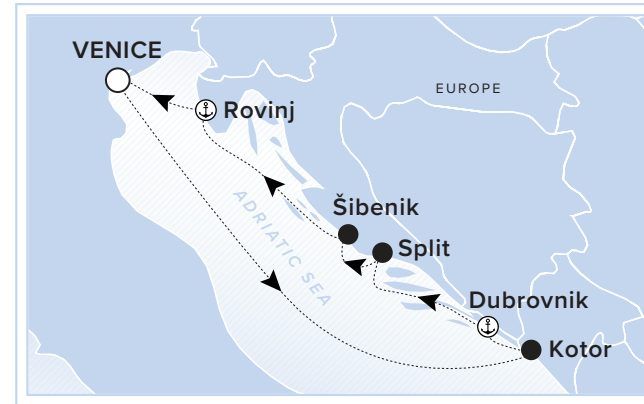 VENICE
EUROPE
Rovinj
ADRIATIC SEA
Šibenik
Split
Dubrovnik
Kotor